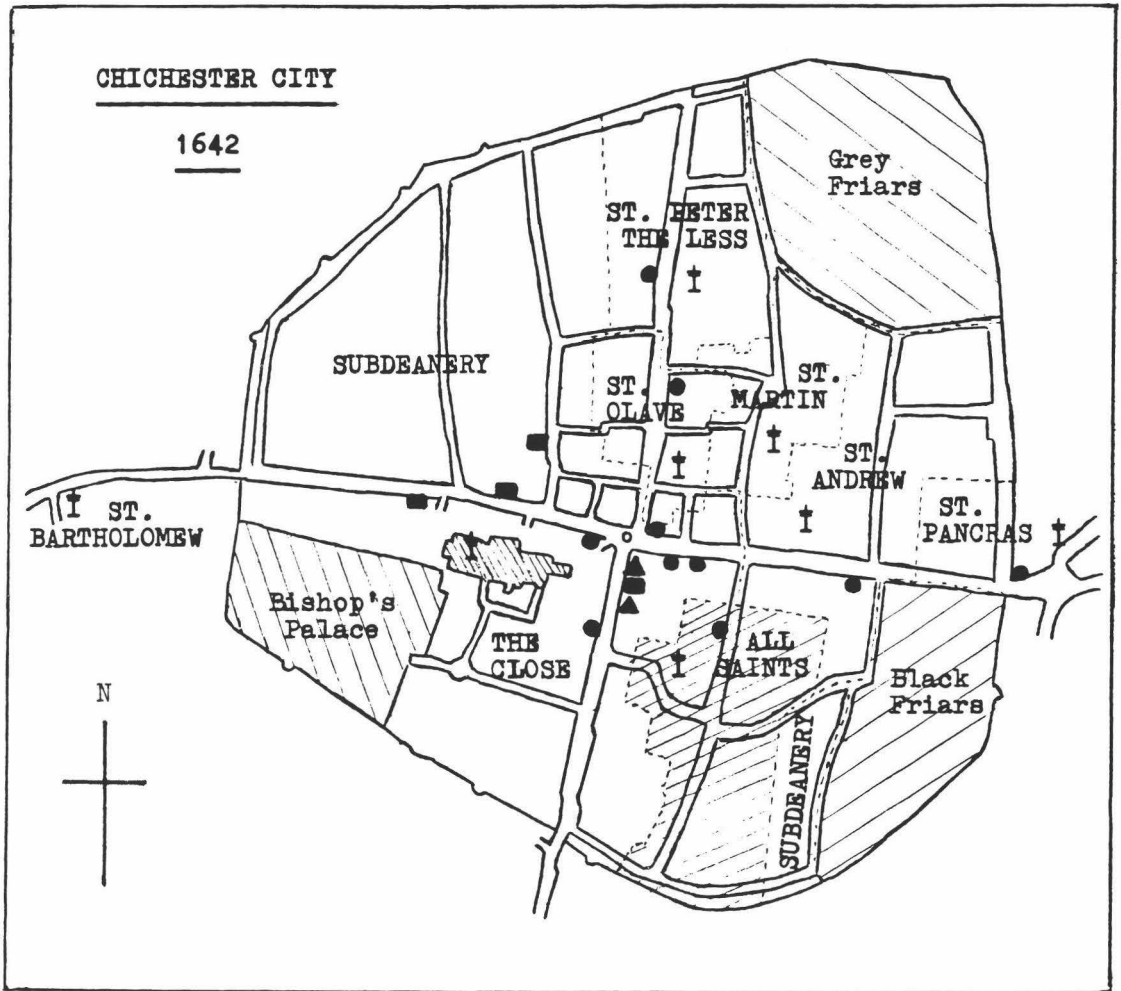 CHICHESTER CITY
1642
Grey
Friars
ST. PETER
THE LESS
SUBDEANERY
ST.
OLAVE
ST.
MARTIN
ST.
ANDREW
ST.
PANCRAS
ST.
BARTHOLOMEW
Bishop's
Palace
THE
CLOSE
ALL
SAINTS
Black
Friars
SUBDEANERY
N